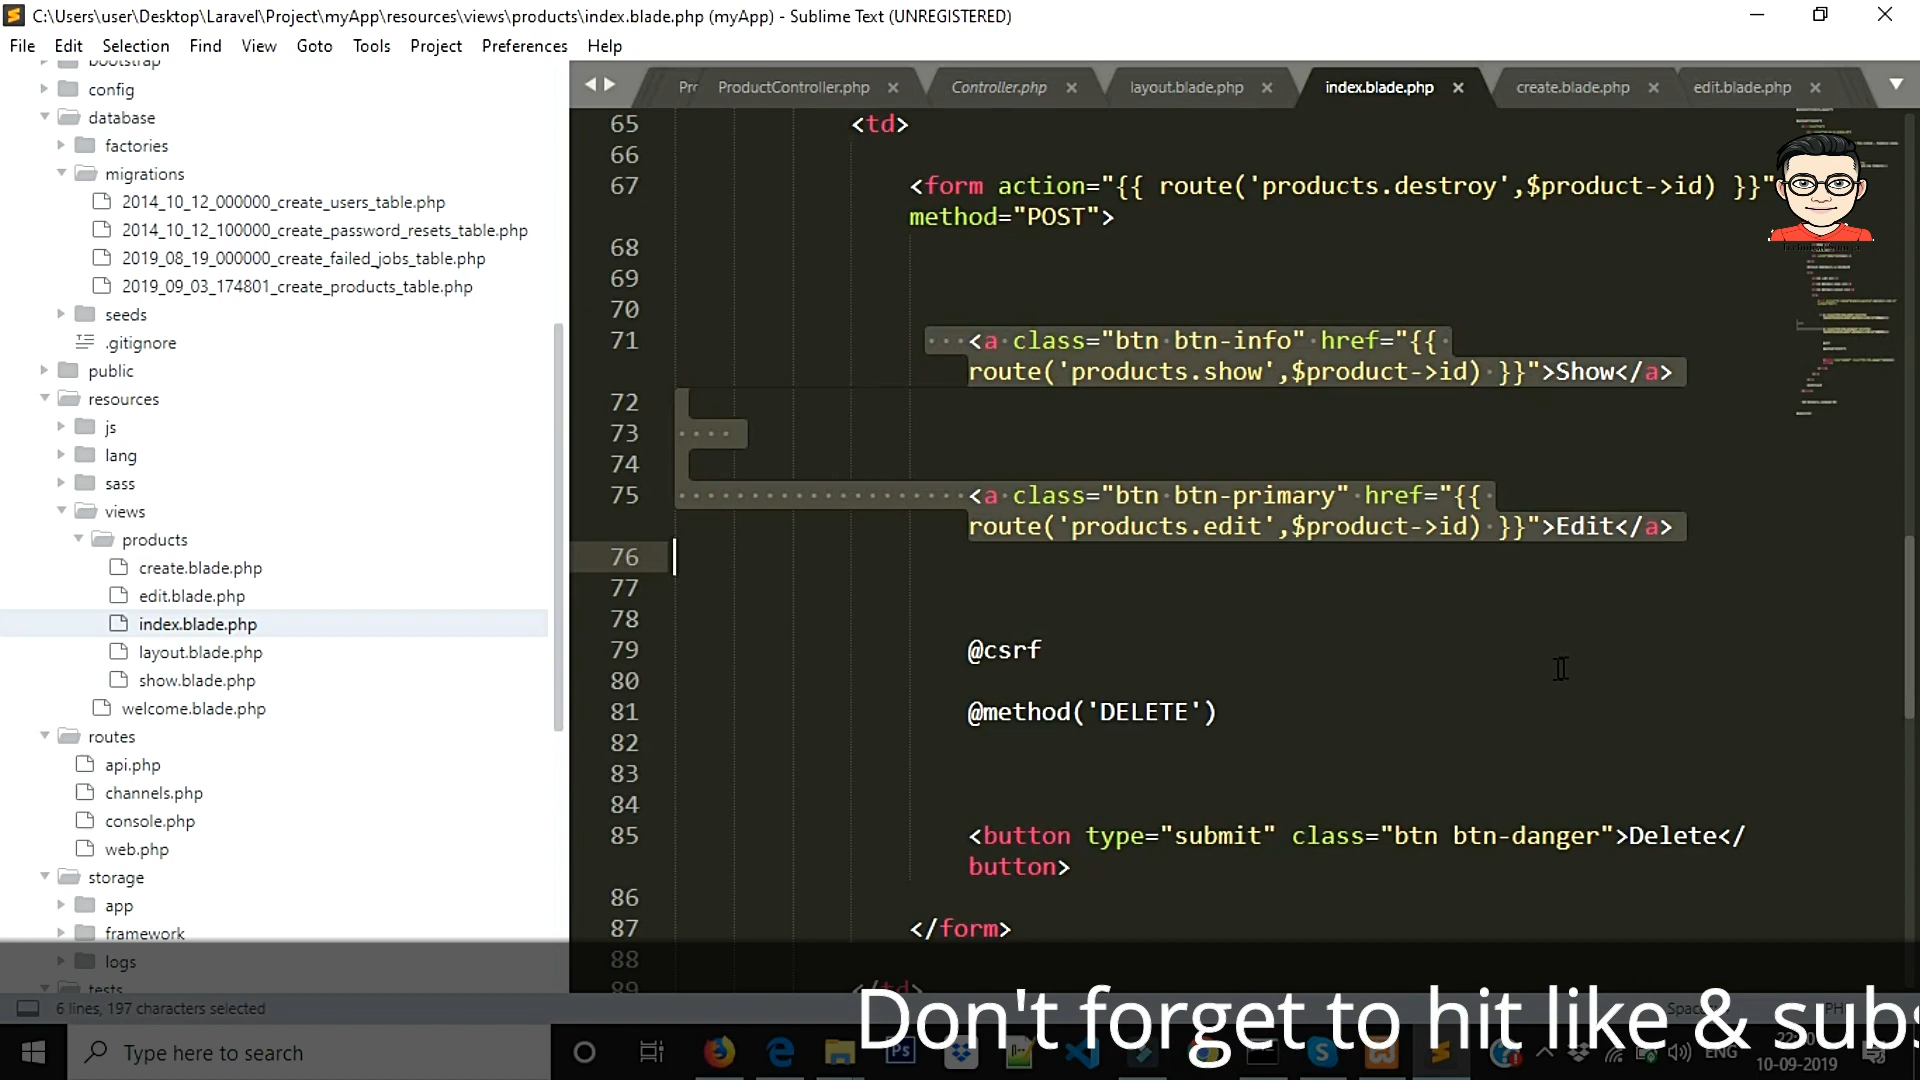 C:\Users\user\Desktop\Laravel\Project\myApp\resources\views\products\index.blade.php (myApp) - Sublime Text (UNREGISTERED)
File Edit Selection Find View Goto Tools Project Preferences Help
bootstrap
config
database
factories
migrations
2014_10_12_000000_create_users_table.php
2014_10_12_100000_create_password_resets_table.php
2019_08_19_000000_create_failed_jobs_table.php
2019_09_03_174801_create_products_table.php
seeds
.gitignore
public
resources
js
lang
sass
views
products
create.blade.php
edit.blade.php
index.blade.php
layout.blade.php
show.blade.php
welcome.blade.php
routes
api.php
channels.php
console.php
web.php
storage
app
framework
logs
tests
Pr ProductController.php Controller.php layout.blade.php index.blade.php create.blade.php edit.blade.php
65 <td>
66
67 <form action="{{ route('products.destroy',$product->id) }}"
method="POST">
68
69
70
71 <a class="btn btn-info" href="{{
route('products.show',$product->id) }}">Show</a>
72
73
74
75 <a class="btn btn-primary" href="{{
route('products.edit',$product->id) }}">Edit</a>
76
77
78
79 @csrf
80
81 @method('DELETE')
82
83
84
85 <button type="submit" class="btn btn-danger">Delete</
button>
86
87 </form>
88
89 </td>
6 lines, 197 characters selected
Don't forget to hit like & subs
Type here to search
ENG
10-09-2019